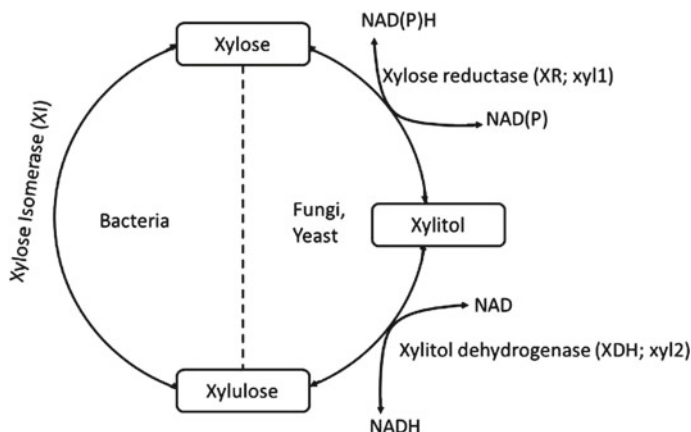 NAD(P)H
Xylose
Xylose reductase (XR; xyl1)
NAD(P)
Xylose Isomerase (XI)
Bacteria
Fungi,
Yeast
Xylitol
NAD
Xylitol dehydrogenase (XDH; xyl2)
Xylulose
NADH